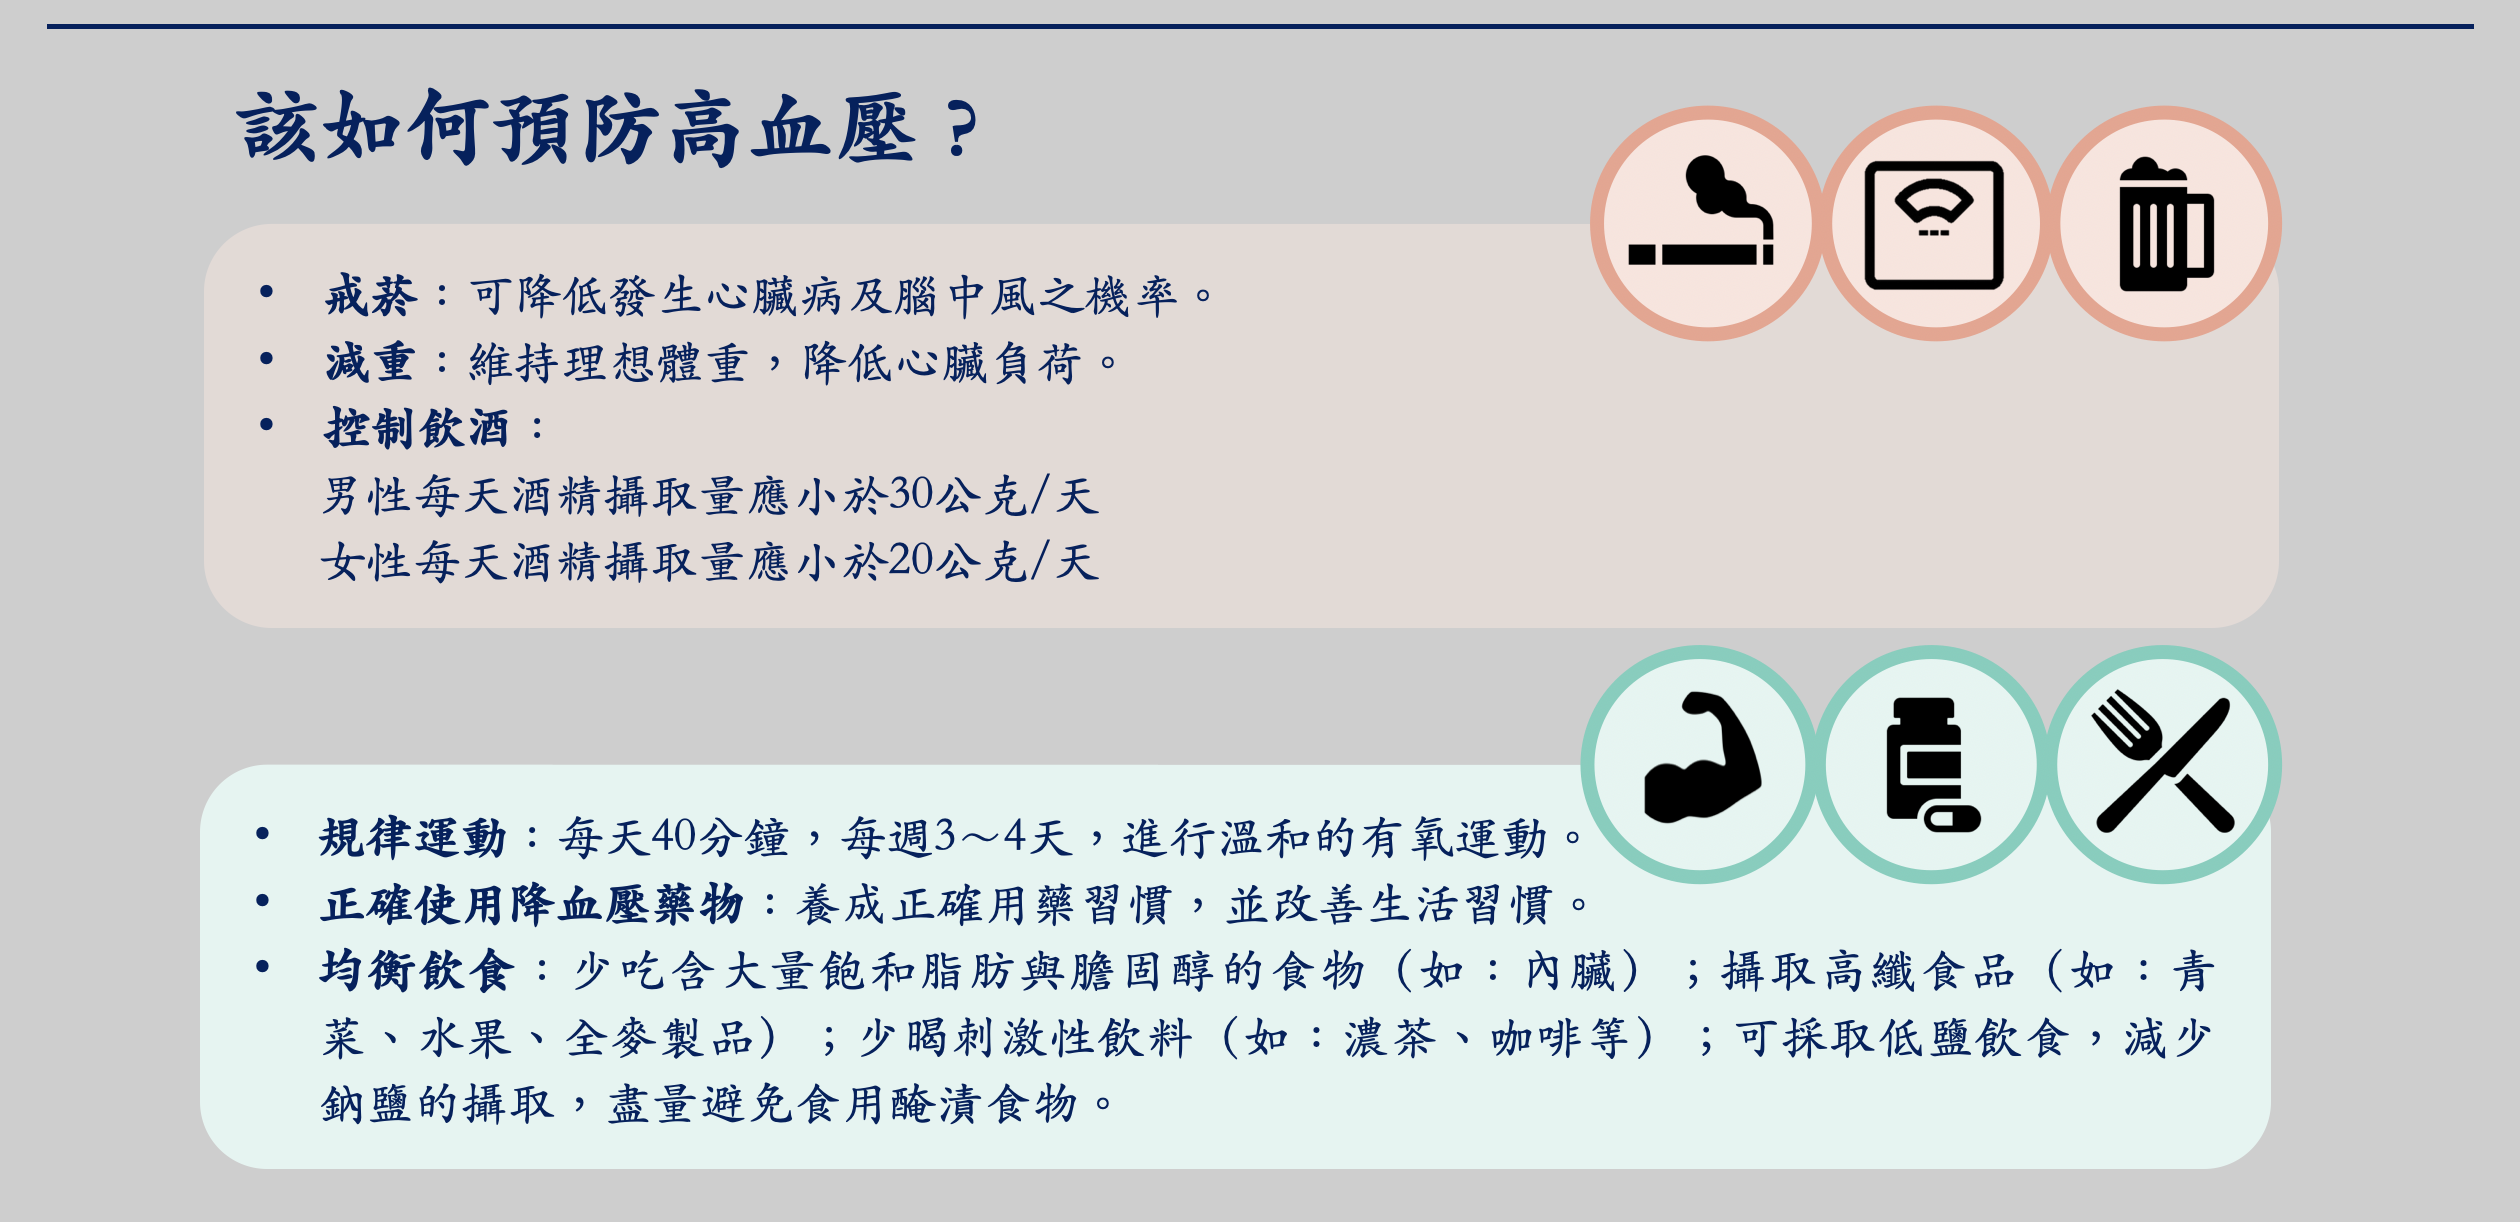 該如何預防高血壓？
• 戒菸：可降低發生心臟病及腦中風之機率。
• 減重：維持理想體重，降低心臟負荷。
• 控制飲酒：
男性每天酒精攝取量應小於30公克/天
女性每天酒精攝取量應小於20公克/天
• 規律運動：每天40分鐘，每週3～4天，進行溫和的有氧運動。
• 正確使用降血壓藥物：養成正確用藥習慣，並改善生活習慣。
• 均衡飲食：少吃含大量飽和脂肪與膽固醇的食物（如：內臟）；攝取高纖食品（如：青
菜、水果、全麥製品）；少喝刺激性飲料（如：濃茶、咖啡等）；可採取低鹽飲食，減少
鈉鹽的攝取，盡量避免食用醃漬食物。